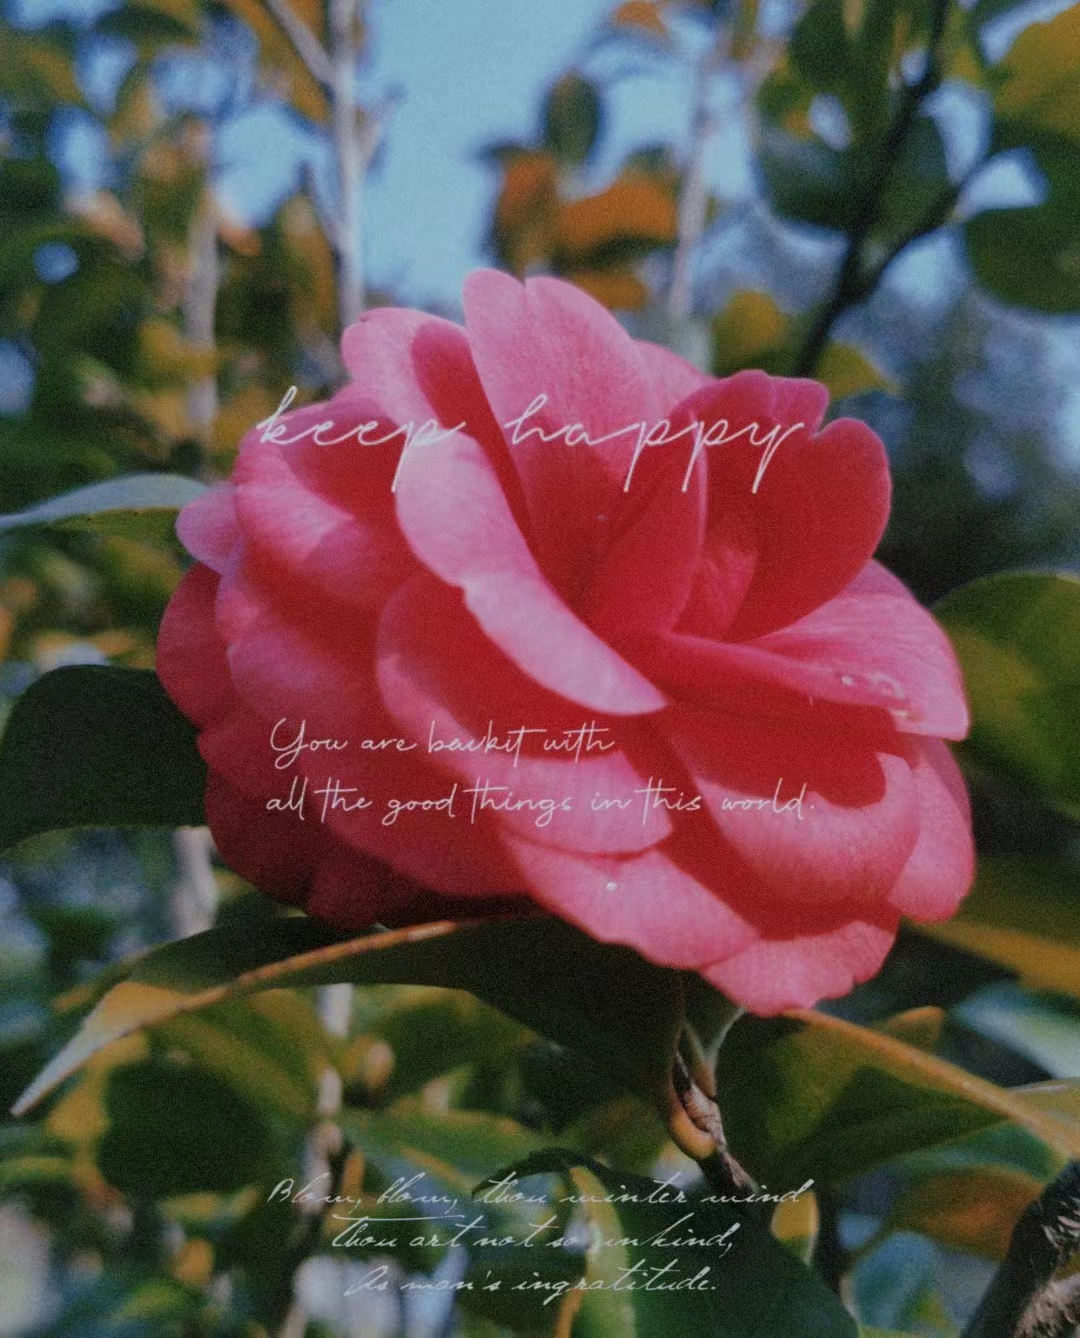 keep happy
You are bavkit with
all the good things in this world.
Blow, blow, thou winter wind
thou art not so unkind,
As man's ingratitude.